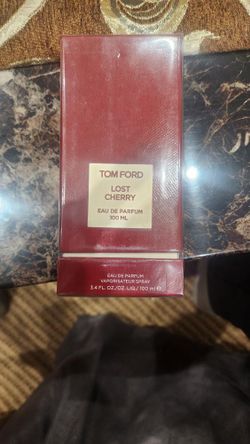 TOM FORD
LOST
CHERRY
EAU DE PARFUM
100 ML
EAU DE PARFUM
VAPORISATEUR SPRAY
3.4 FL. OZ./OZ. LIQ / 100 ml ℮